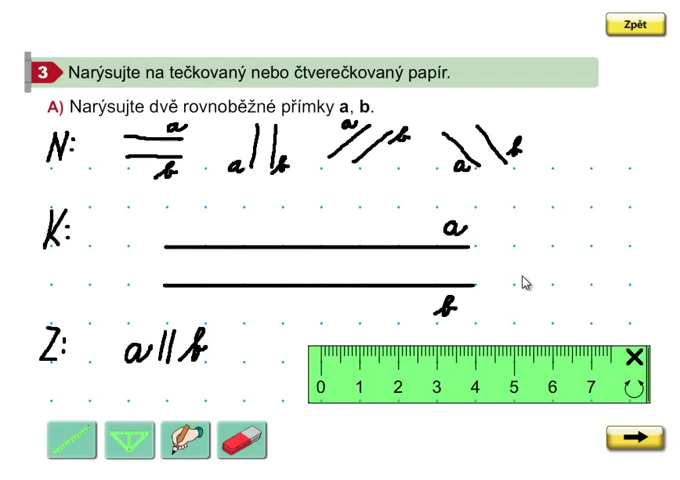 Zpět
3 Narýsujte na tečkovaný nebo čtverečkovaný papír.
A) Narýsujte dvě rovnoběžné přímky a, b.
N: a b a b a b a b
K: a
b
Z: a || b
0 1 2 3 4 5 6 7